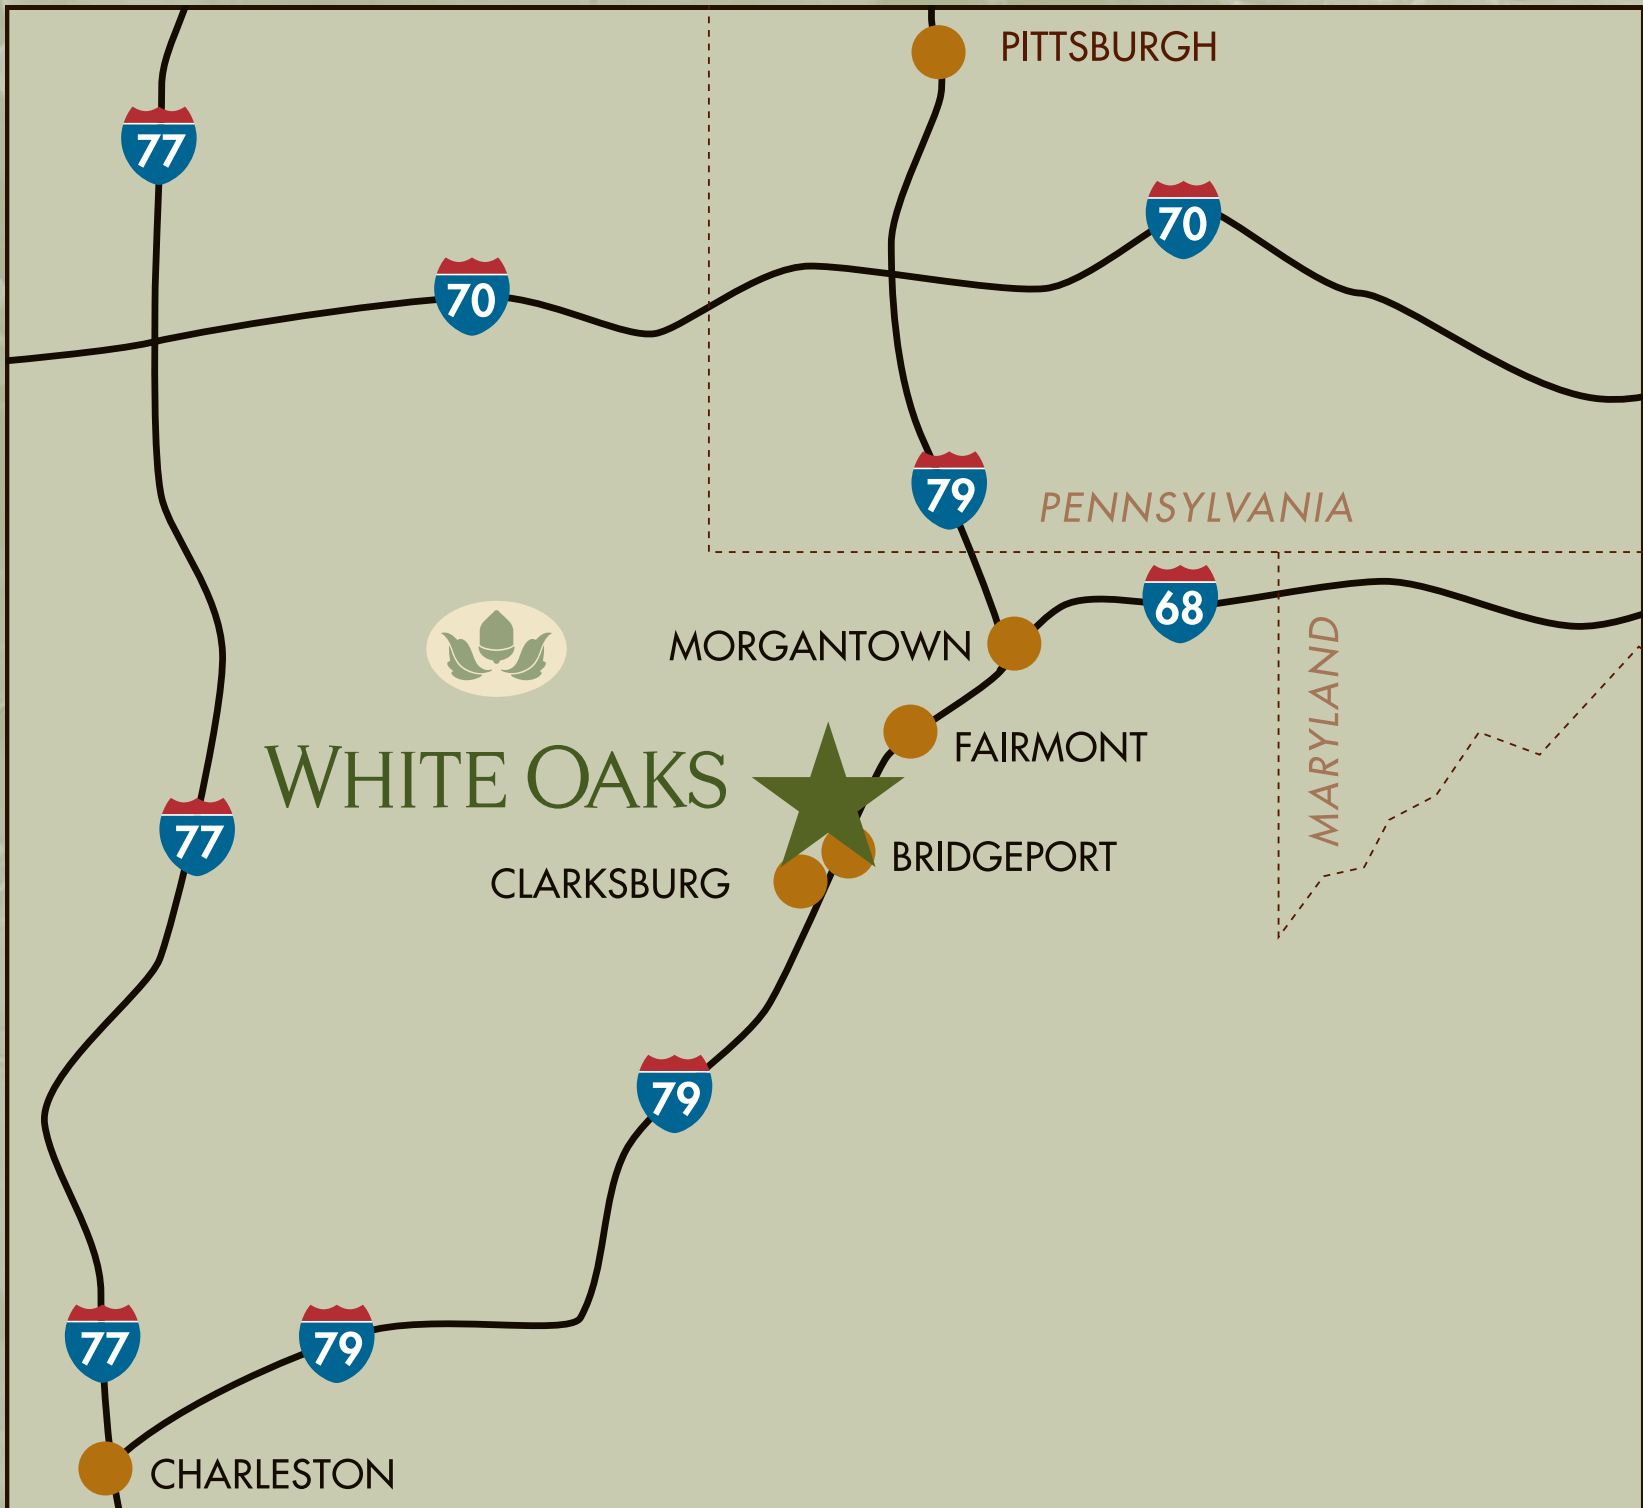 PITTSBURGH
77
70
70
79
PENNSYLVANIA
68
MORGANTOWN
MARYLAND
FAIRMONT
WHITE OAKS
77
BRIDGEPORT
CLARKSBURG
79
77
79
CHARLESTON